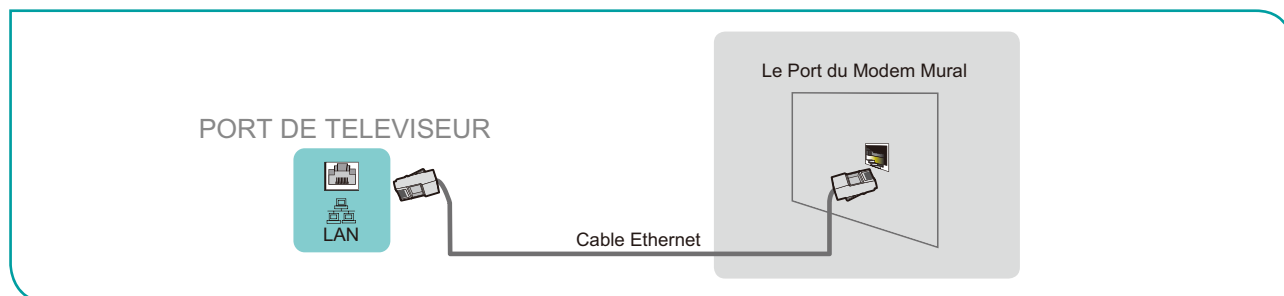 Le Port du Modem Mural
PORT DE TELEVISEUR
LAN
Cable Ethernet